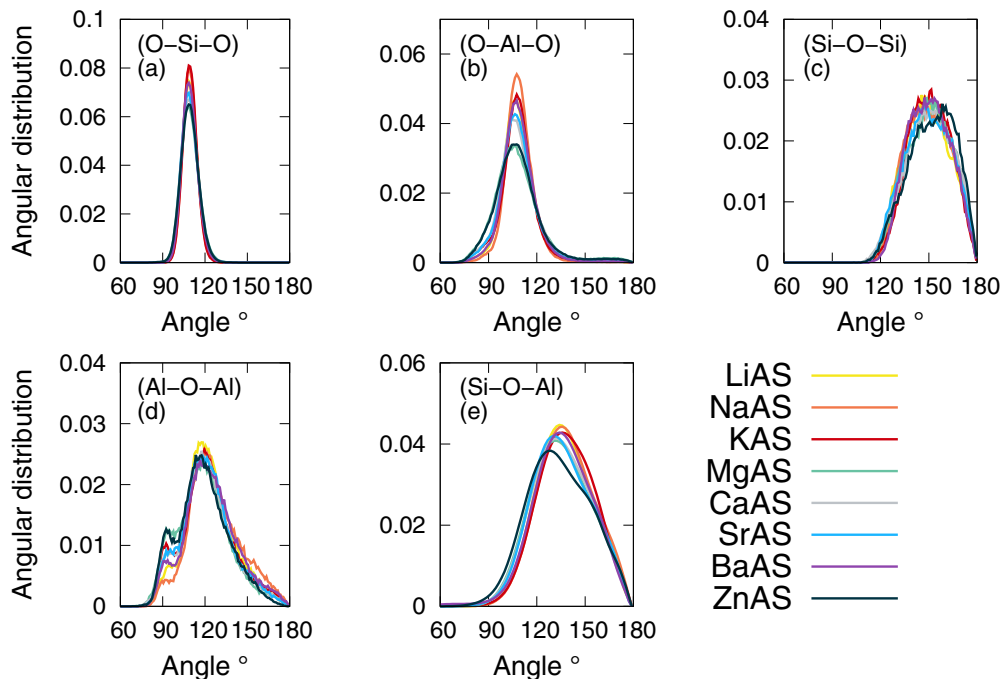 Angular distribution
0.1
0.08
0.06
0.04
0.02
0
(O−Si−O)
(a)
60 90 120 150 180
Angle °
0.06
0.04
0.02
0
(O−Al−O)
(b)
60 90 120 150 180
Angle °
0.04
0.03
0.02
0.01
0
(Si−O−Si)
(c)
60 90 120 150 180
Angle °
Angular distribution
0.04
0.03
0.02
0.01
0
(Al−O−Al)
(d)
60 90 120 150 180
Angle °
0.06
0.04
0.02
0
(Si−O−Al)
(e)
60 90 120 150 180
Angle °
LiAS
NaAS
KAS
MgAS
CaAS
SrAS
BaAS
ZnAS